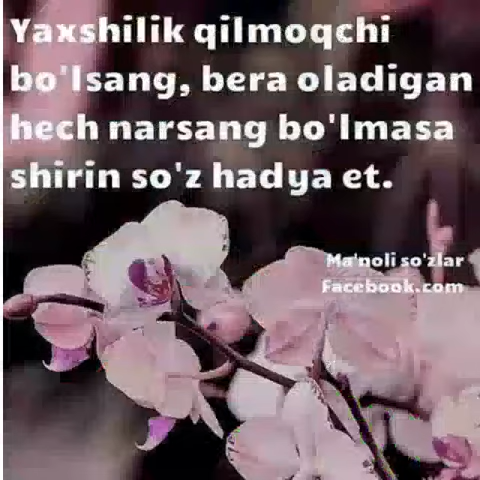 Yaxshilik qilmoqchi
bo'lsang, bera oladigan
hech narsang bo'lmasa
shirin so'z hadya et.
Ma'noli so'zlar
Facebook.com